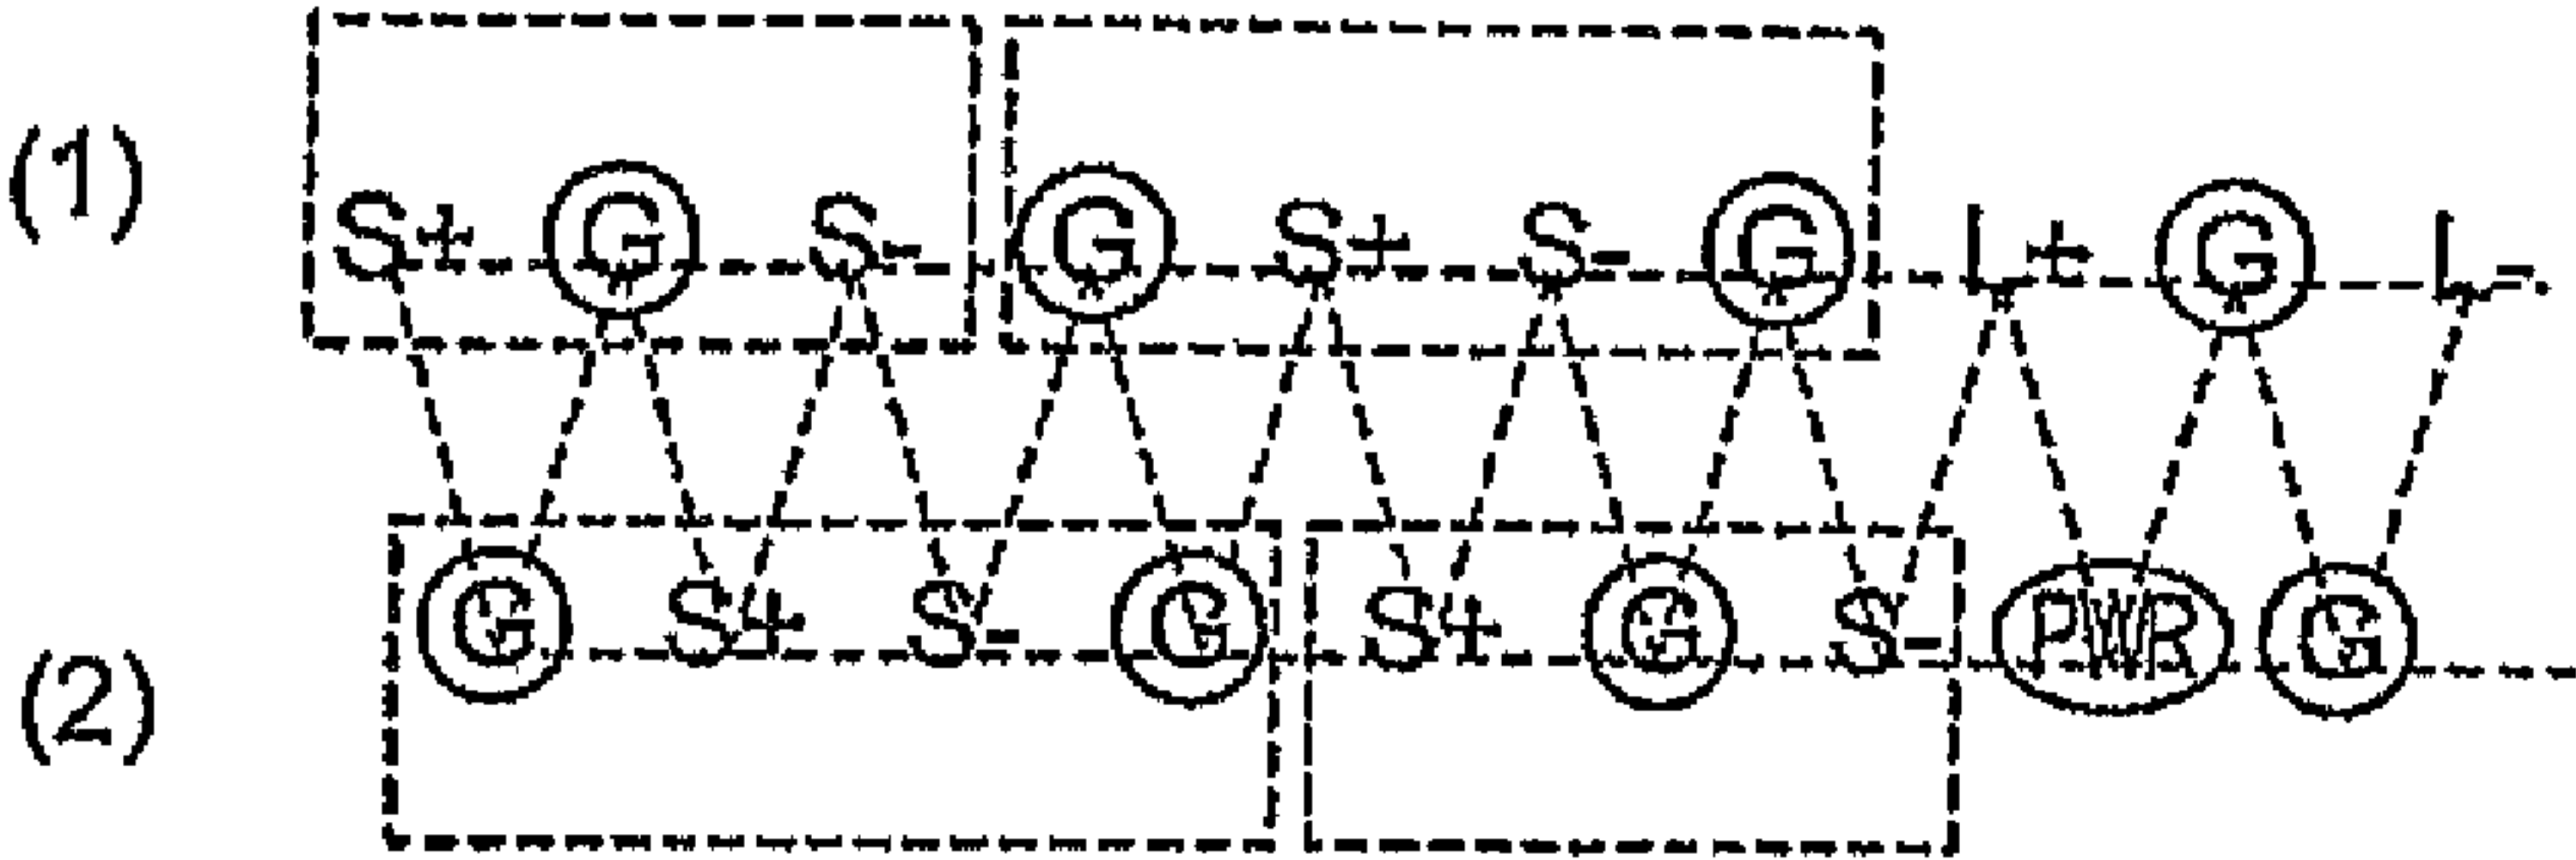 (1) S+ G S- G S+ S- G L+ G L-
(2) G S+ S- G S+ G S- PWR G